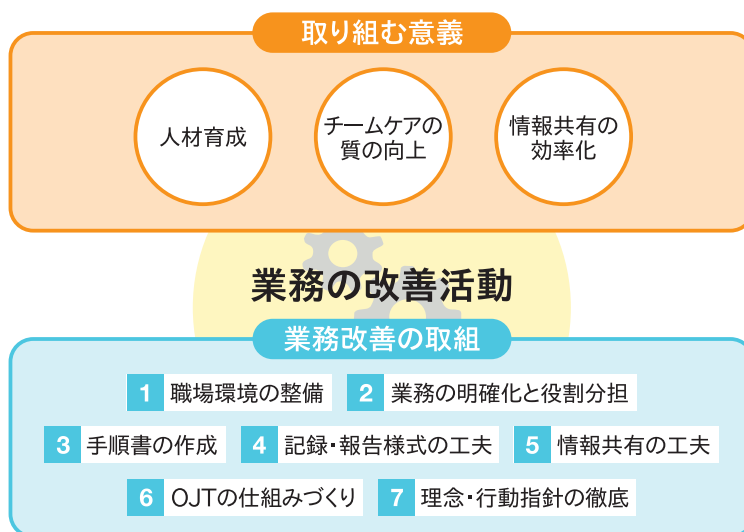 取り組む意義
人材育成
チームケアの
質の向上
情報共有の
効率化
業務の改善活動
業務改善の取組
1 職場環境の整備 2 業務の明確化と役割分担
3 手順書の作成 4 記録・報告様式の工夫 5 情報共有の工夫
6 OJTの仕組みづくり 7 理念・行動指針の徹底